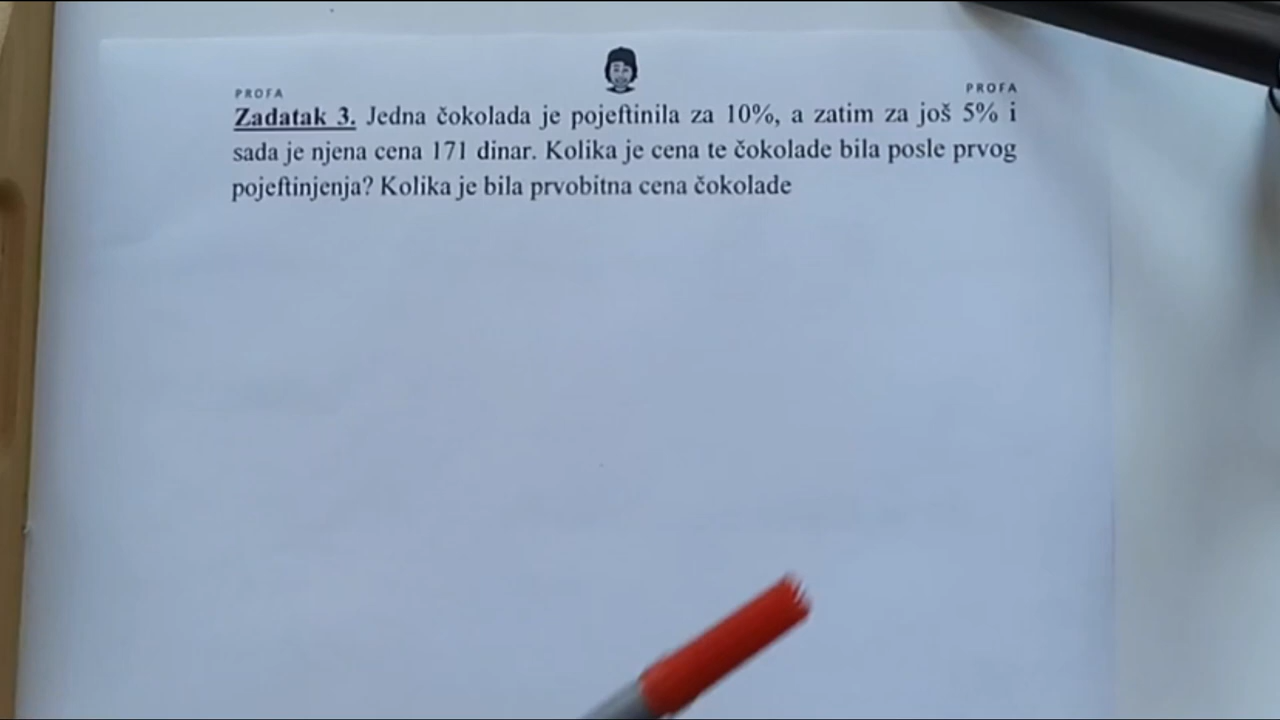 PROFA PROFA
Zadatak 3. Jedna čokolada je pojeftinila za 10%, a zatim za još 5% i
sada je njena cena 171 dinar. Kolika je cena te čokolade bila posle prvog
pojeftinjenja? Kolika je bila prvobitna cena čokolade